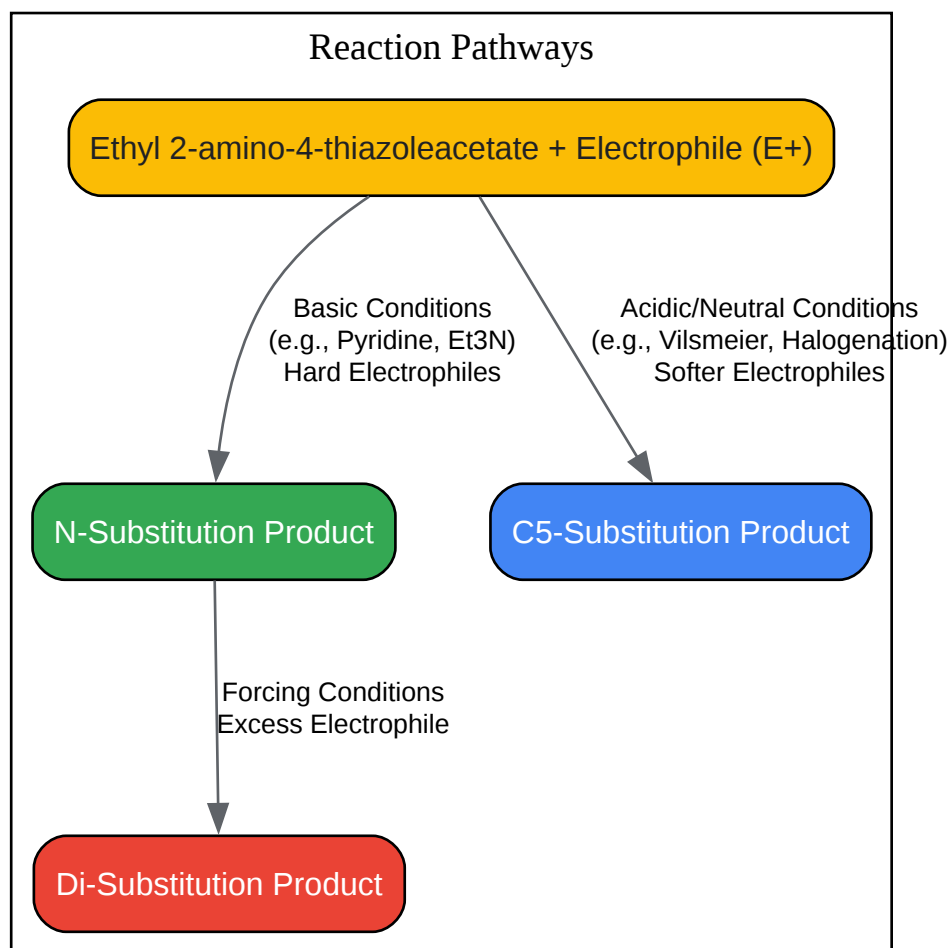 Reaction Pathways
Ethyl 2-amino-4-thiazoleacetate + Electrophile (E+)
Basic Conditions
(e.g., Pyridine, Et3N)
Hard Electrophiles
Acidic/Neutral Conditions
(e.g., Vilsmeier, Halogenation)
Softer Electrophiles
N-Substitution Product
C5-Substitution Product
Forcing Conditions
Excess Electrophile
Di-Substitution Product